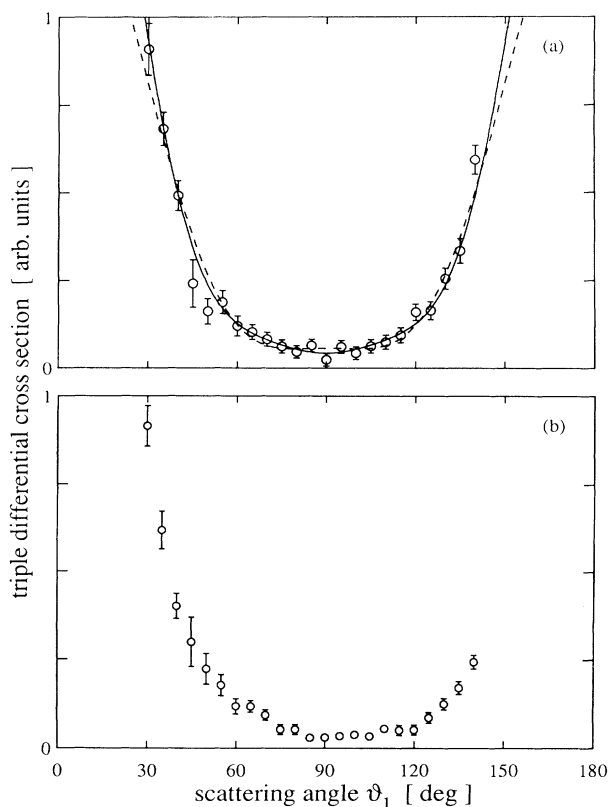 1
(a)
0
1
(b)
0
triple differential cross section [ arb. units ]
0 30 60 90 120 150 180
scattering angle ϑ₁ [ deg ]